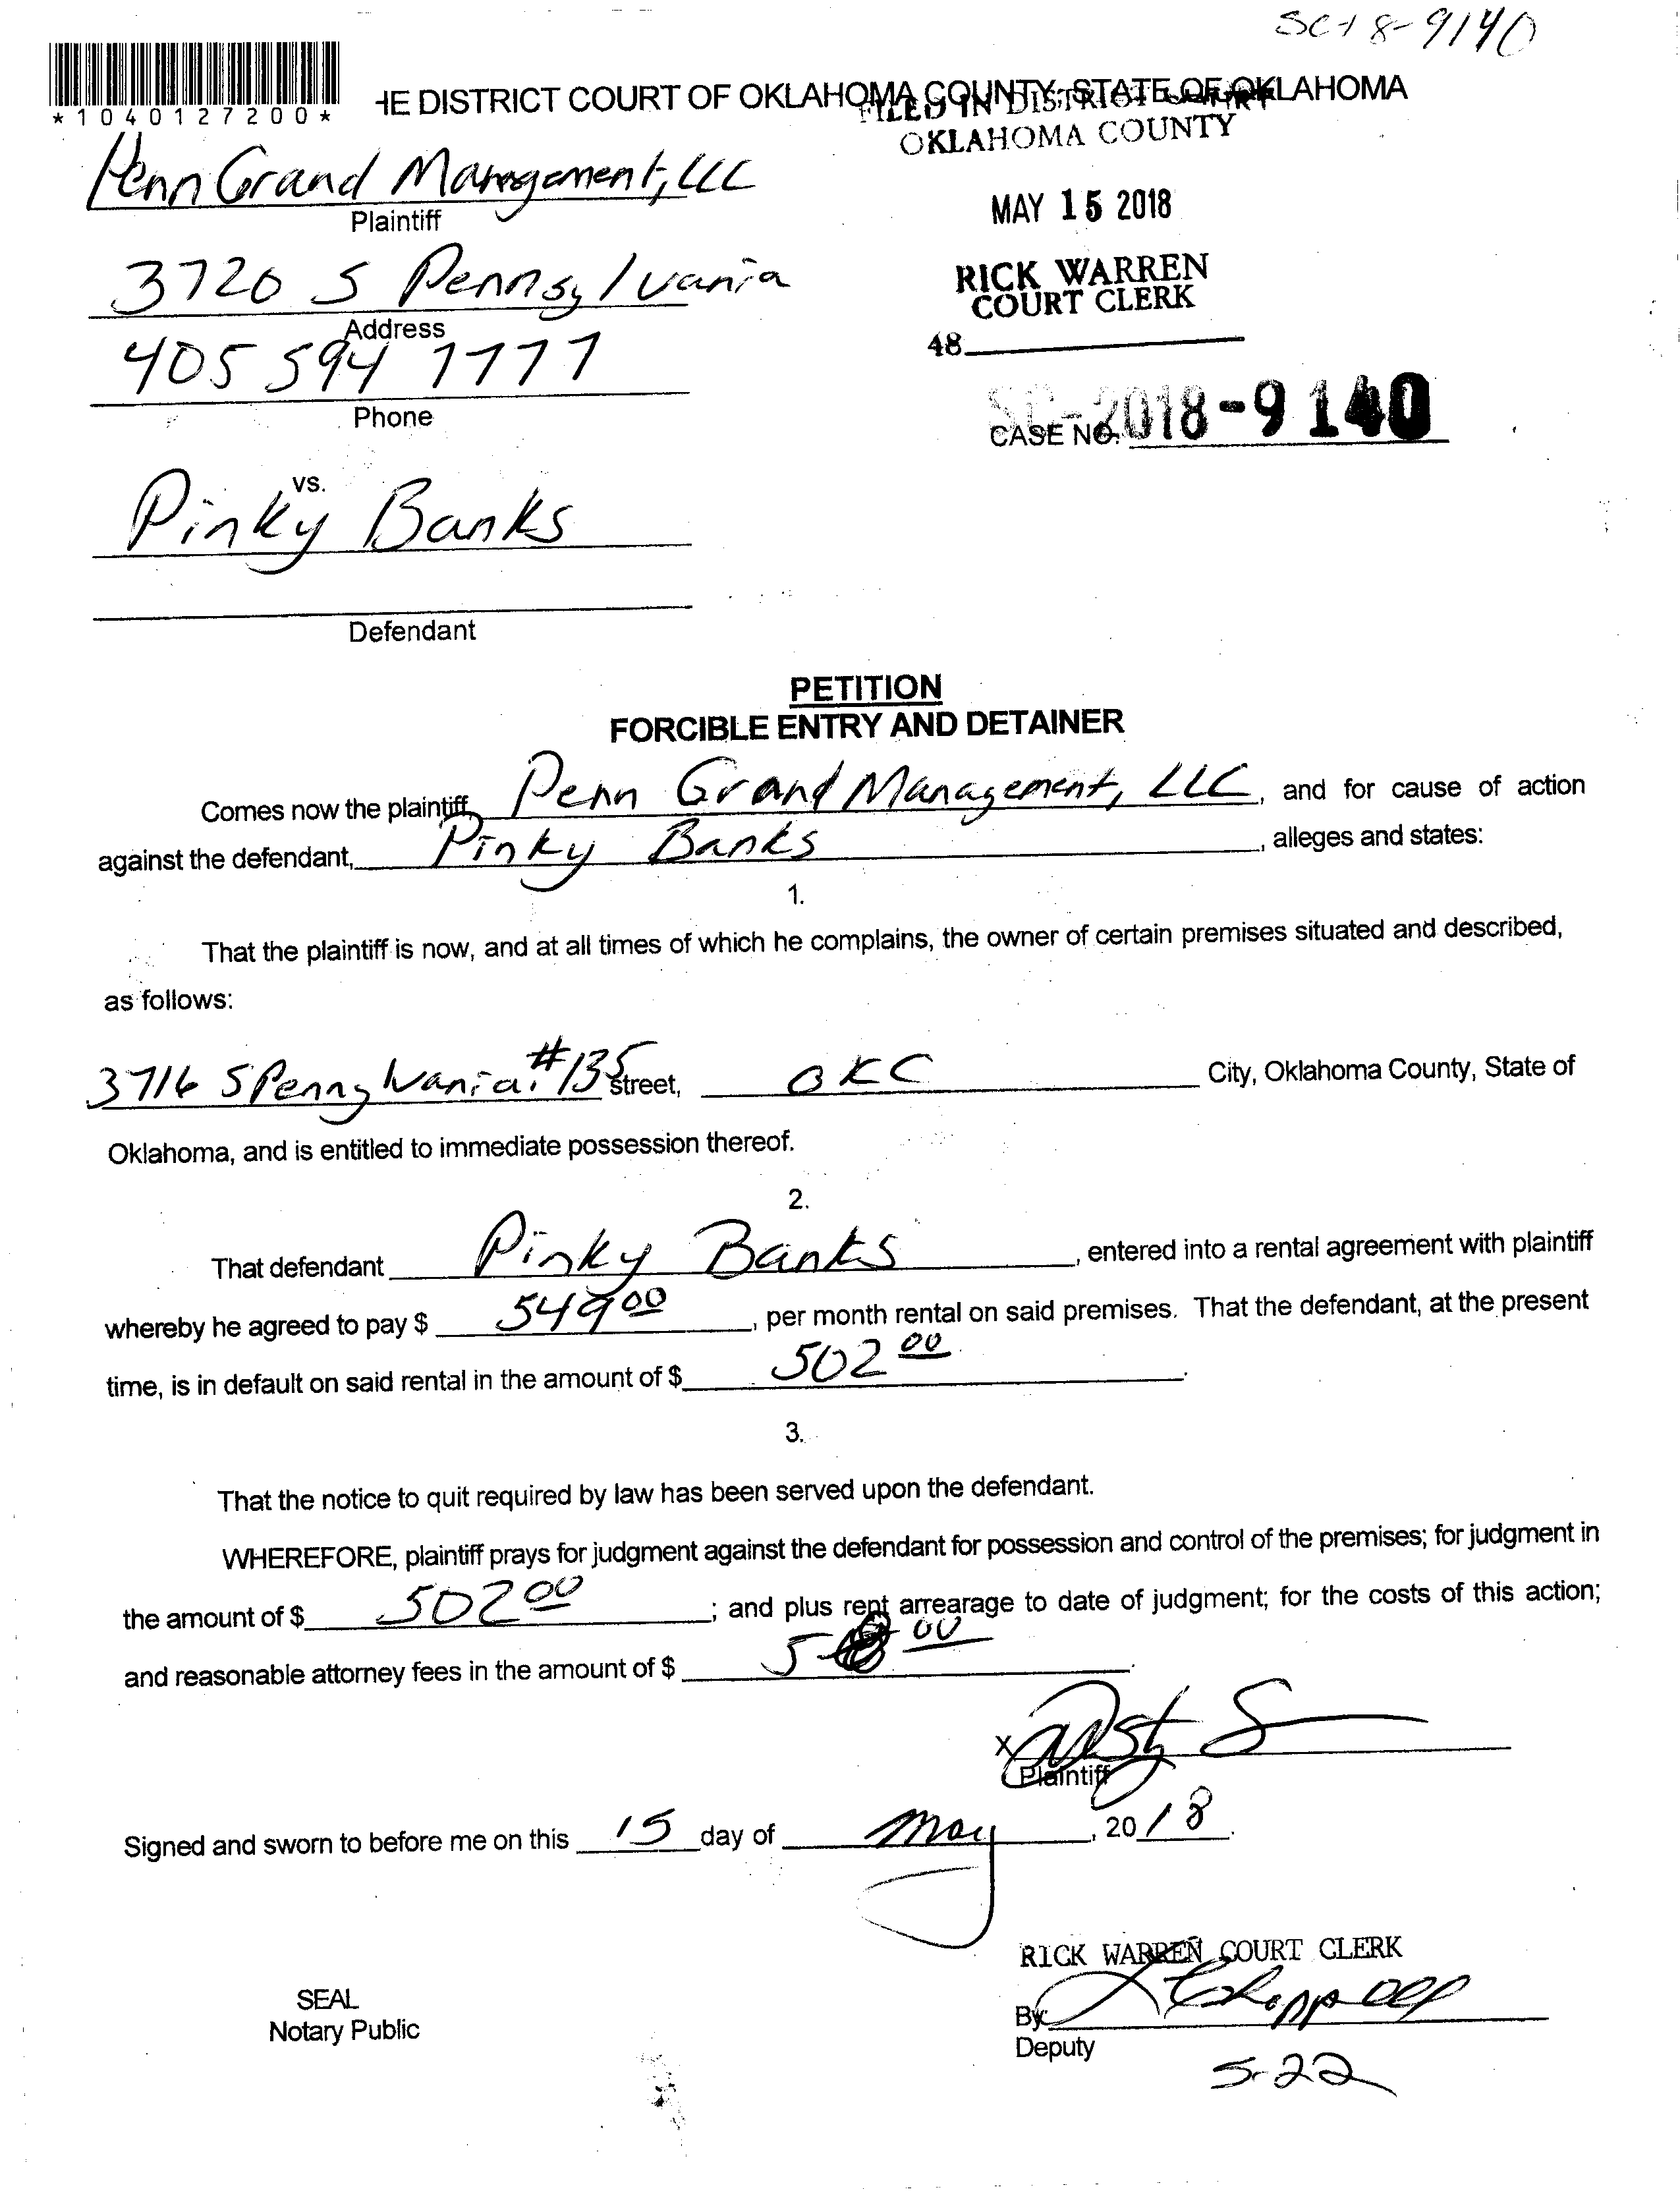 SC18-9140
*1040127200*
HE DISTRICT COURT OF OKLAHOMA COUNTY, STATE OF OKLAHOMA
FILED IN DISTRICT COURT
OKLAHOMA COUNTY
Penn Grand Management, LLC
Plaintiff
MAY 15 2018
3720 S Pennsylvania
Address
RICK WARREN
COURT CLERK
405 594 7777
Phone
48
SC-2018-9140
CASE NO.
vs.
Pinky Banks
Defendant
PETITION
FORCIBLE ENTRY AND DETAINER
Comes now the plaintiff, Penn Grand Management, LLC, and for cause of action
against the defendant, Pinky Banks, alleges and states:
1.
That the plaintiff is now, and at all times of which he complains, the owner of certain premises situated and described,
as follows:
3716 S Pennsylvania #135 street, OKC City, Oklahoma County, State of
Oklahoma, and is entitled to immediate possession thereof.
2.
That defendant Pinky Banks, entered into a rental agreement with plaintiff
whereby he agreed to pay $ 549 00, per month rental on said premises. That the defendant, at the present
time, is in default on said rental in the amount of $ 502 00.
3.
That the notice to quit required by law has been served upon the defendant.
WHEREFORE, plaintiff prays for judgment against the defendant for possession and control of the premises; for judgment in
the amount of $ 502 00; and plus rent arrearage to date of judgment; for the costs of this action;
and reasonable attorney fees in the amount of $ 00.
X
Plaintiff
Signed and sworn to before me on this 15 day of May, 2018.
RICK WARREN COURT CLERK
SEAL
Notary Public
By:
Deputy
5-22